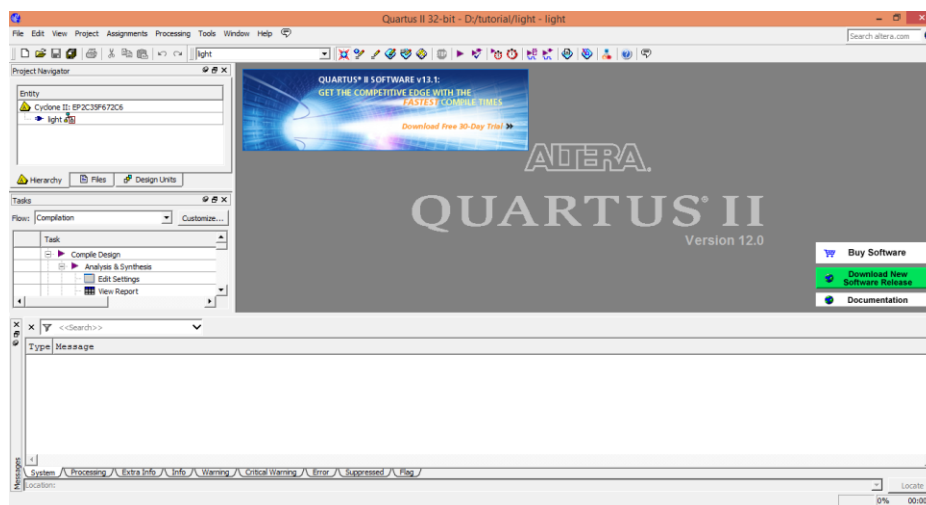 Quartus II 32-bit - D:/tutorial/light - light
File Edit View Project Assignments Processing Tools Window Help
Search altera.com
light
Project Navigator
Entity
Cyclone II: EP2C35F672C6
light
Hierarchy Files Design Units
Tasks
Flow: Compilation Customize...
Task
Compile Design
Analysis & Synthesis
Edit Settings
View Report
QUARTUS® II SOFTWARE v13.1:
GET THE COMPETITIVE EDGE WITH THE
FASTEST COMPILE TIMES
Download Free 30-Day Trial »
ALTERA.
QUARTUS® II
Version 12.0
Buy Software
Download New
Software Release
Documentation
<<Search>>
Type Message
Messages
System Processing Extra Info Info Warning Critical Warning Error Suppressed Flag
Location: Locate
0% 00:00